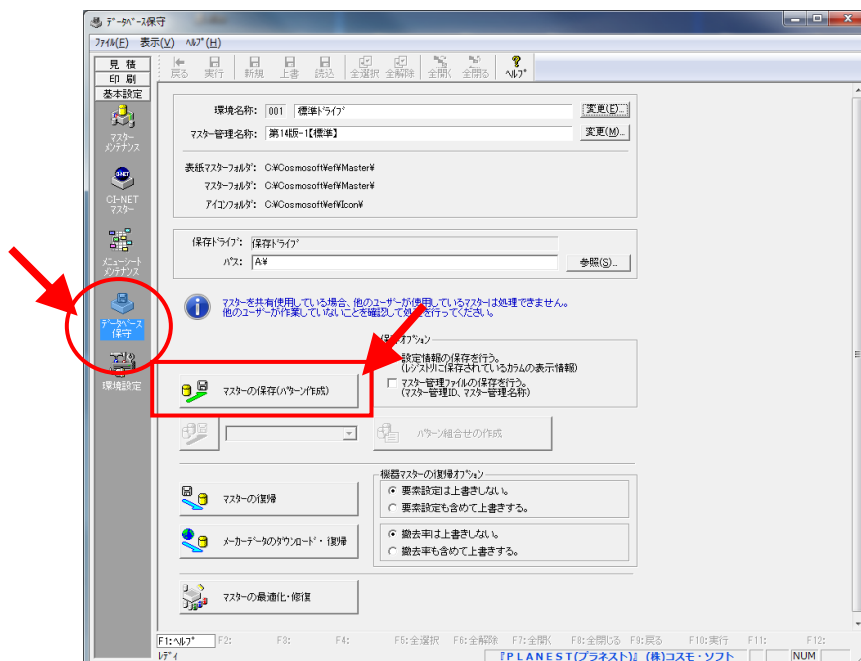 データベース保守
ファイル(F) 表示(V) ヘルプ(H)
見 積
印 刷
基本設定
戻る 実行 新規 上書 読込 全選択 全解除 全開く 全閉る ヘルプ
マスター
メンテナンス
CI-NET
マスター
メニューシート
メンテナンス
データベース
保守
環境設定
環境名称: 001 標準ドライブ 変更(E)...
マスター管理名称: 第14版-1【標準】 変更(M)...
表紙マスターフォルダ: C:¥Cosmosoft¥ef¥Master¥
マスターフォルダ: C:¥Cosmosoft¥ef¥Master¥
アイコンフォルダ: C:¥Cosmosoft¥ef¥Icon¥
保存ドライブ: 保存ドライブ
パス: A:¥ 参照(S)...
マスターを共有使用している場合、他のユーザーが使用しているマスターは処理できません。
他のユーザーが作業していないことを確認して処理を行ってください。
保存オプション
設定情報の保存を行う。
(レジストリに保存されているカラムの表示情報)
マスターの保存(パターン作成)
マスター管理ファイルの保存を行う。
(マスター管理ID、マスター管理名称)
パターン組合せの作成
機器マスターの復帰オプション
マスターの復帰
要素設定は上書きしない。
要素設定も含めて上書きする。
メーカーデータのダウンロード・復帰
撤去率は上書きしない。
撤去率も含めて上書きする。
マスターの最適化・修復
F1:ヘルプ F2: F3: F4: F5:全選択 F6:全解除 F7:全開く F8:全閉じる F9:戻る F10:実行 F11: F12:
レディ 『PLANEST(プラネスト)』 (株)コスモ・ソフト NUM